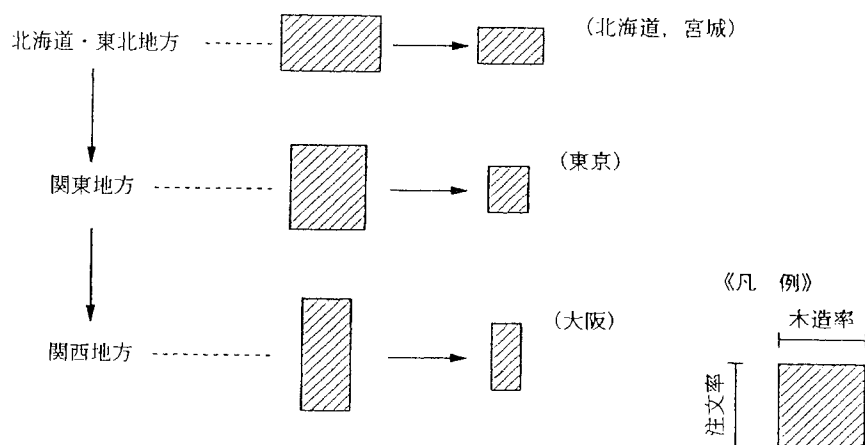 北海道・東北地方
(北海道，宮城)
関東地方
(東京)
関西地方
(大阪)
《凡 例》
木造率
注文率